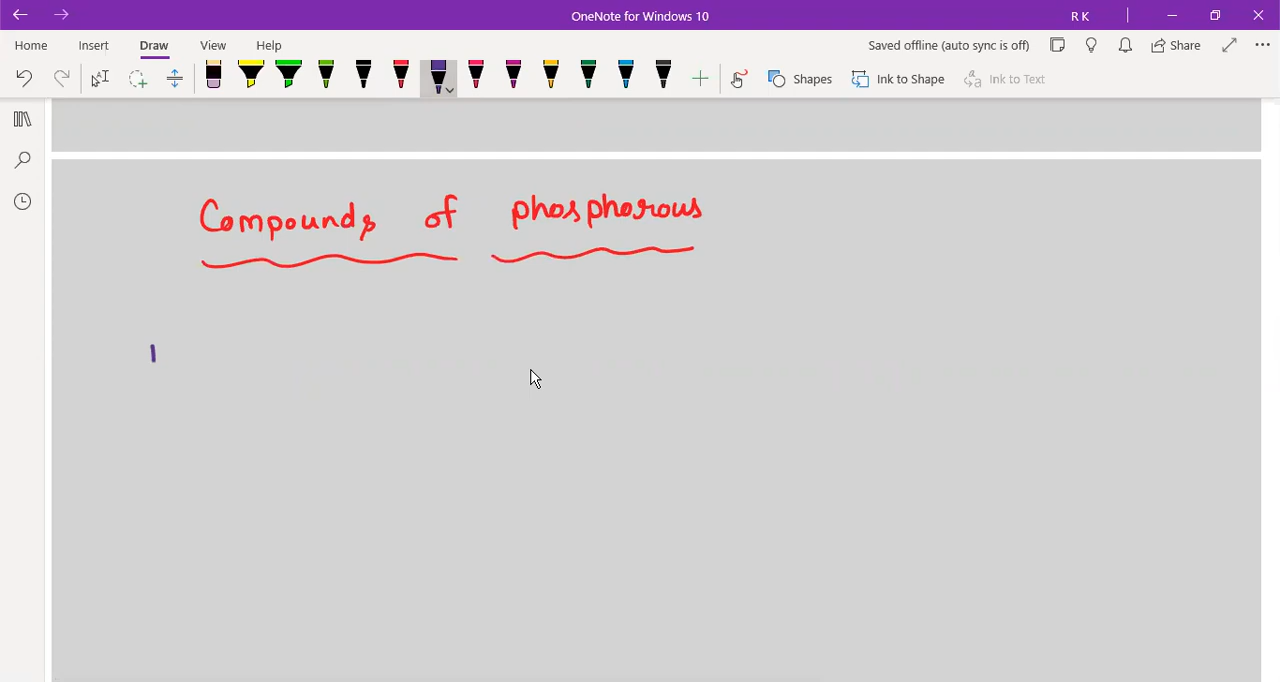 OneNote for Windows 10
R K
Home Insert Draw View Help
Saved offline (auto sync is off) Share
Shapes Ink to Shape Ink to Text
Compounds of phosphorous